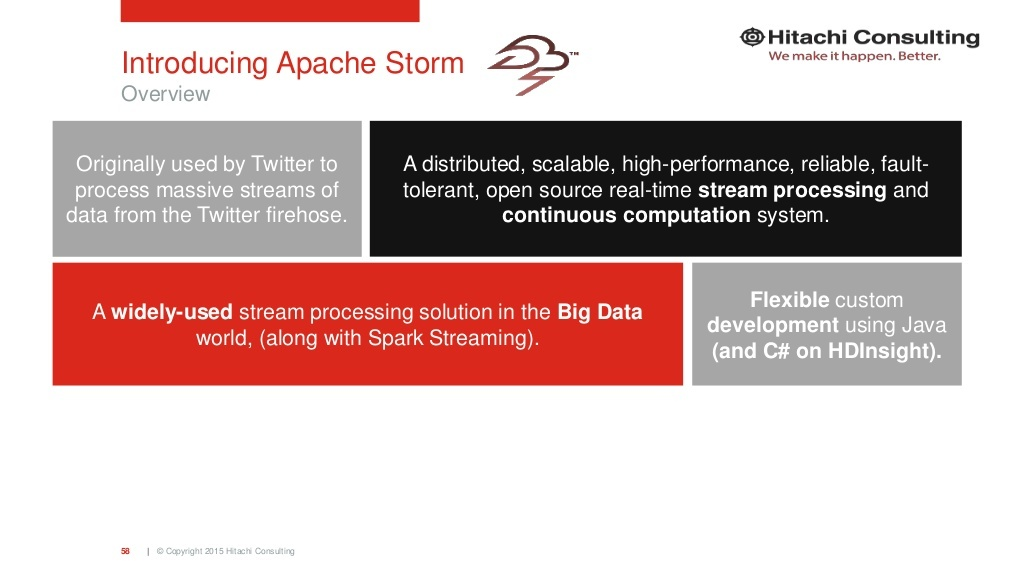 Introducing Apache Storm
™
Overview
Hitachi Consulting
We make it happen. Better.
Originally used by Twitter to
process massive streams of
data from the Twitter firehose.
A distributed, scalable, high-performance, reliable, fault-
tolerant, open source real-time stream processing and
continuous computation system.
A widely-used stream processing solution in the Big Data
world, (along with Spark Streaming).
Flexible custom
development using Java
(and C# on HDInsight).
58 | © Copyright 2015 Hitachi Consulting